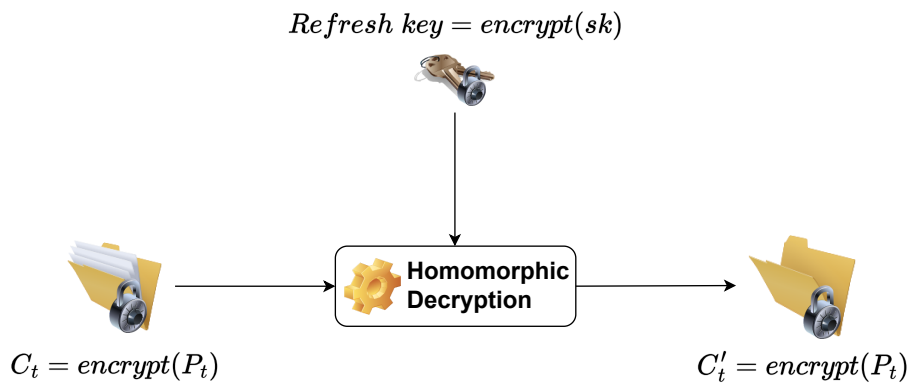 Refresh key = encrypt(sk)
Homomorphic
Decryption
C_t = encrypt(P_t)
C'_t = encrypt(P_t)